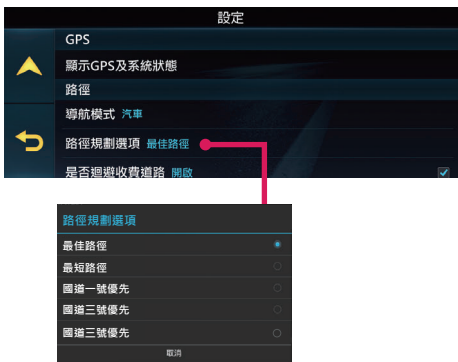 設定
GPS
顯示GPS及系統狀態
路徑
導航模式 汽車
路徑規劃選項 最佳路徑
是否迴避收費道路 開啟
路徑規劃選項
最佳路徑
最短路徑
國道一號優先
國道三號優先
國道三號優先
取消